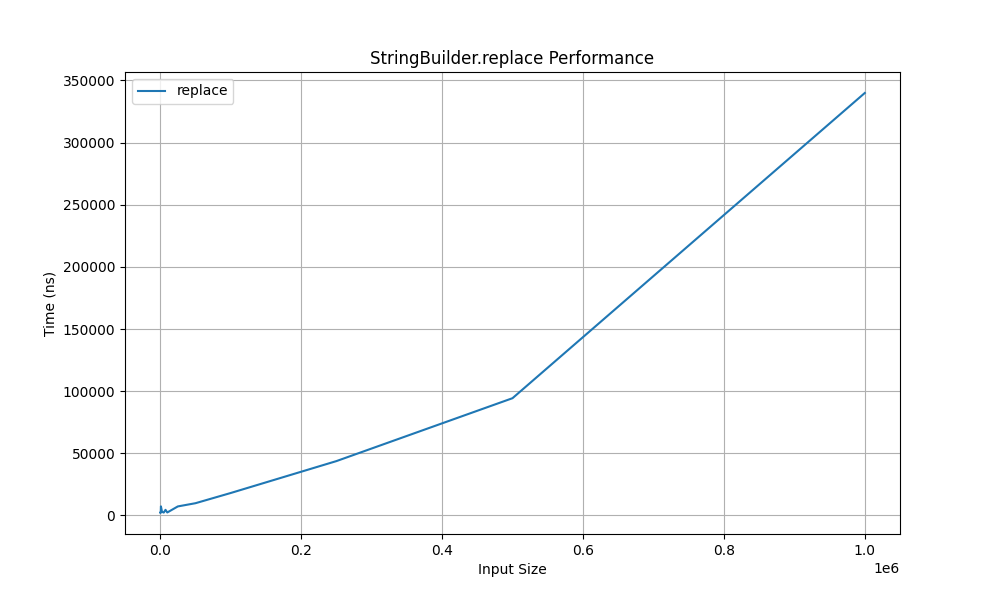 StringBuilder.replace Performance
replace
350000
300000
250000
200000
150000
100000
50000
0
Time (ns)
0.0 0.2 0.4 0.6 0.8 1.0
1e6
Input Size